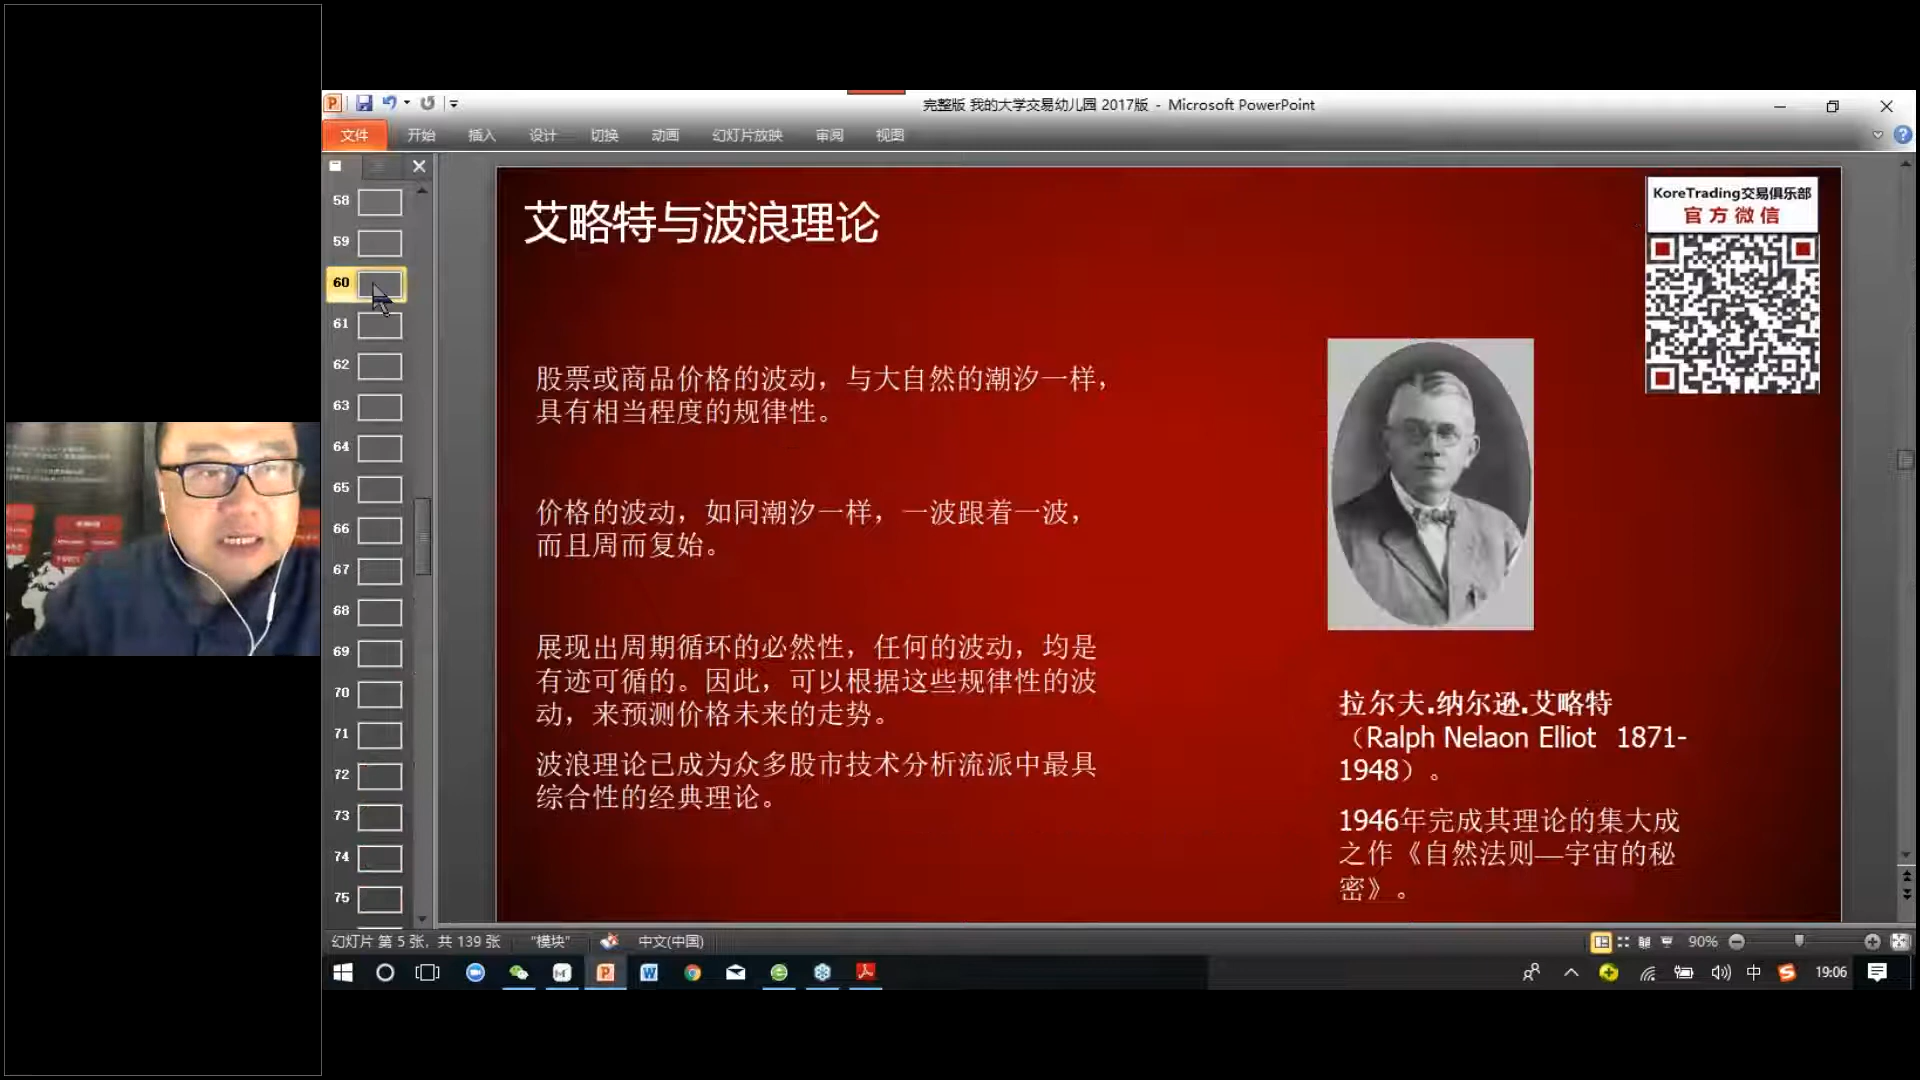 完整版 我的大学交易幼儿园 2017版 - Microsoft PowerPoint
文件 开始 插入 设计 切换 动画 幻灯片放映 审阅 视图
58
59
60
61
62
63
64
65
66
67
68
69
70
71
72
73
74
75
艾略特与波浪理论
KoreTrading交易俱乐部
官方微信
股票或商品价格的波动，与大自然的潮汐一样，
具有相当程度的规律性。
价格的波动，如同潮汐一样，一波跟着一波，
而且周而复始。
展现出周期循环的必然性，任何的波动，均是
有迹可循的。因此，可以根据这些规律性的波
动，来预测价格未来的走势。
波浪理论已成为众多股市技术分析流派中最具
综合性的经典理论。
拉尔夫.纳尔逊.艾略特
（Ralph Nelaon Elliot 1871-
1948）。
1946年完成其理论的集大成
之作《自然法则—宇宙的秘
密》。
幻灯片 第 5 张，共 139 张 "模块" 中文(中国) 90%
中 19:06